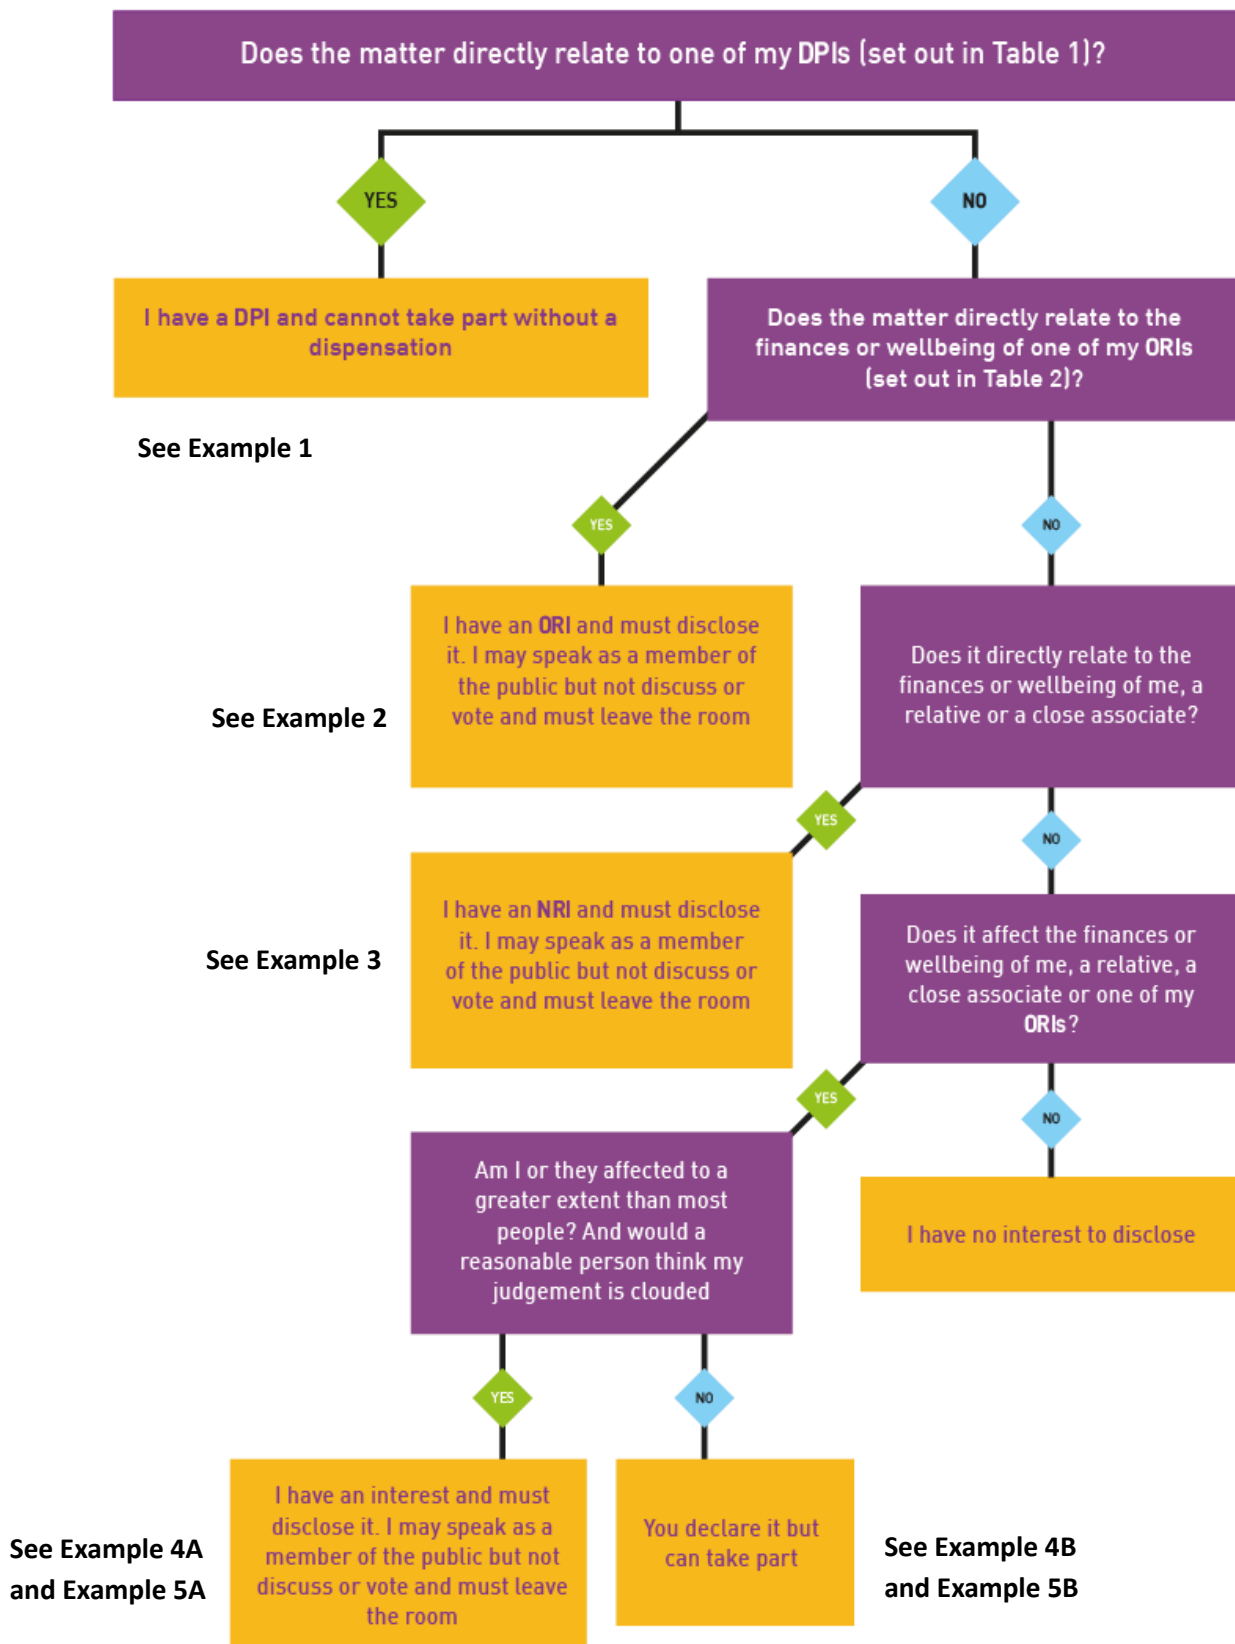 Does the matter directly relate to one of my DPIs (set out in Table 1)?
YES
NO
I have a DPI and cannot take part without a
dispensation
See Example 1
Does the matter directly relate to the
finances or wellbeing of one of my ORIs
(set out in Table 2)?
YES
NO
I have an ORI and must disclose
it. I may speak as a member of
the public but not discuss or
vote and must leave the room
See Example 2
Does it directly relate to the
finances or wellbeing of me, a
relative or a close associate?
YES
NO
I have an NRI and must disclose
it. I may speak as a member
of the public but not discuss or
vote and must leave the room
See Example 3
Does it affect the finances or
wellbeing of me, a relative, a
close associate or one of my
ORIs?
YES
NO
Am I or they affected to a
greater extent than most
people? And would a
reasonable person think my
judgement is clouded
I have no interest to disclose
YES
NO
I have an interest and must
disclose it. I may speak as a
member of the public but not
discuss or vote and must leave
the room
See Example 4A
and Example 5A
You declare it but
can take part
See Example 4B
and Example 5B